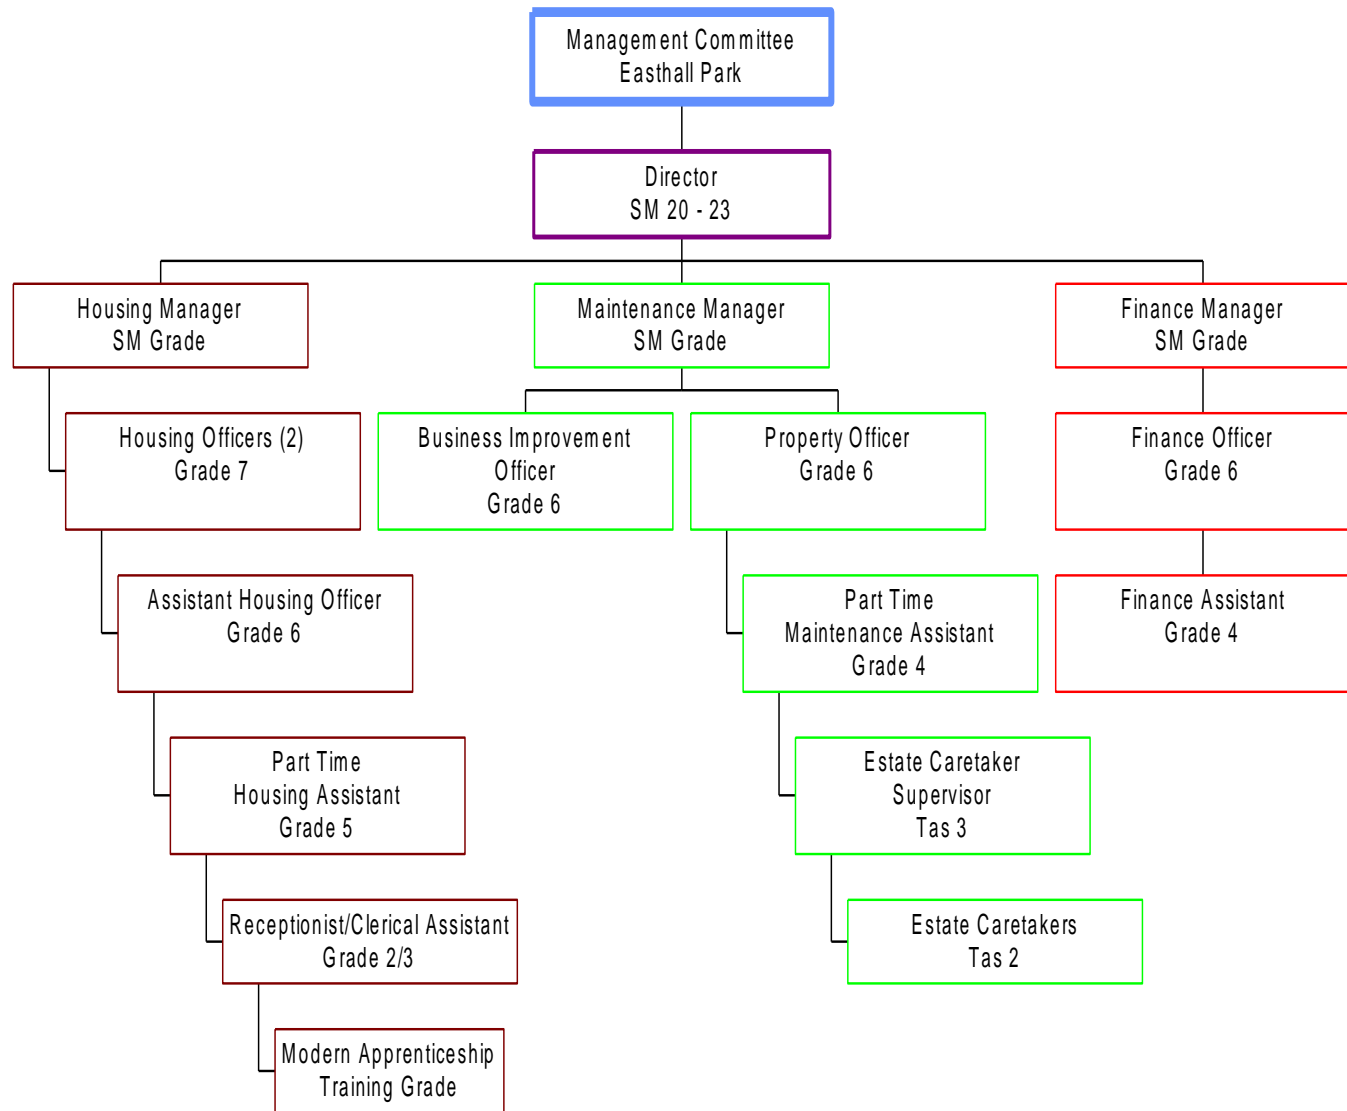 Management Committee
Easthall Park
Director
SM 20 - 23
Housing Manager
SM Grade
Maintenance Manager
SM Grade
Finance Manager
SM Grade
Housing Officers (2)
Grade 7
Business Improvement
Officer
Grade 6
Property Officer
Grade 6
Finance Officer
Grade 6
Assistant Housing Officer
Grade 6
Part Time
Maintenance Assistant
Grade 4
Finance Assistant
Grade 4
Part Time
Housing Assistant
Grade 5
Estate Caretaker
Supervisor
Tas 3
Receptionist/Clerical Assistant
Grade 2/3
Estate Caretakers
Tas 2
Modern Apprenticeship
Training Grade